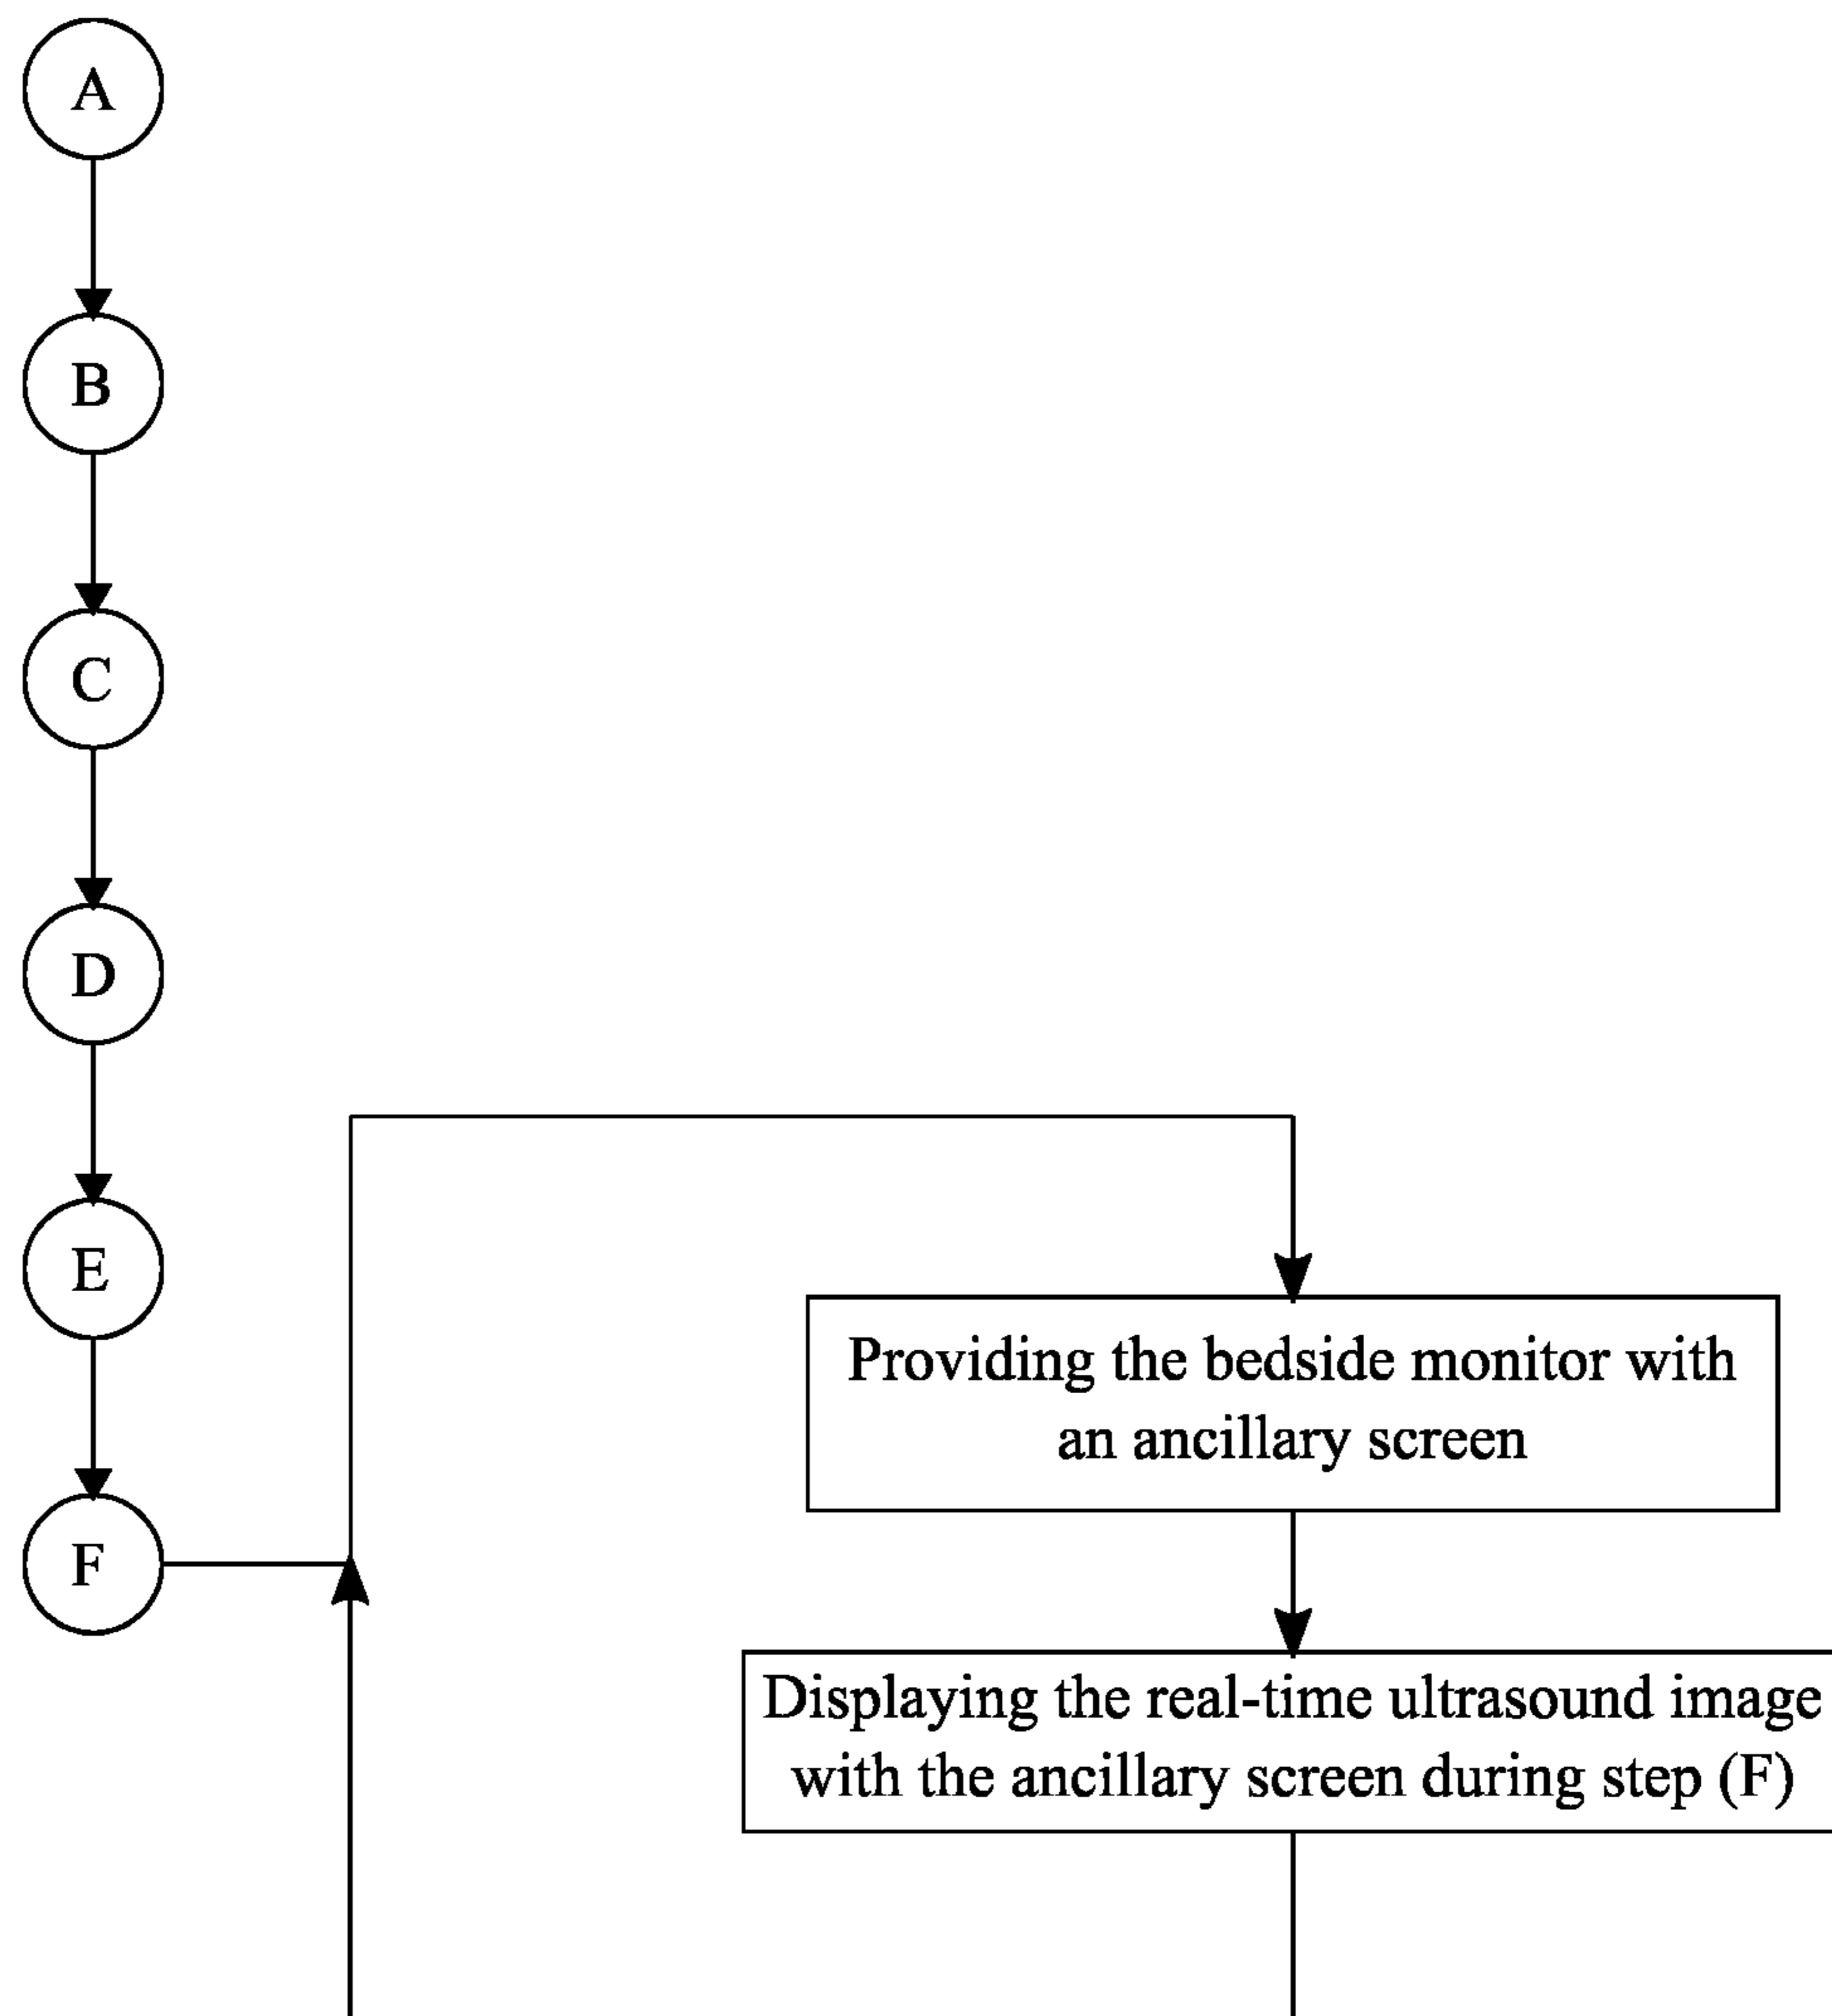 A
B
C
D
E
F
Providing the bedside monitor with
an ancillary screen
Displaying the real-time ultrasound image
with the ancillary screen during step (F)